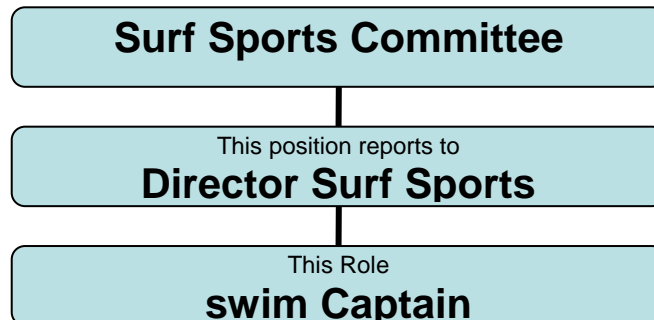 Surf Sports Committee
This position reports to
Director Surf Sports
This Role
swim Captain